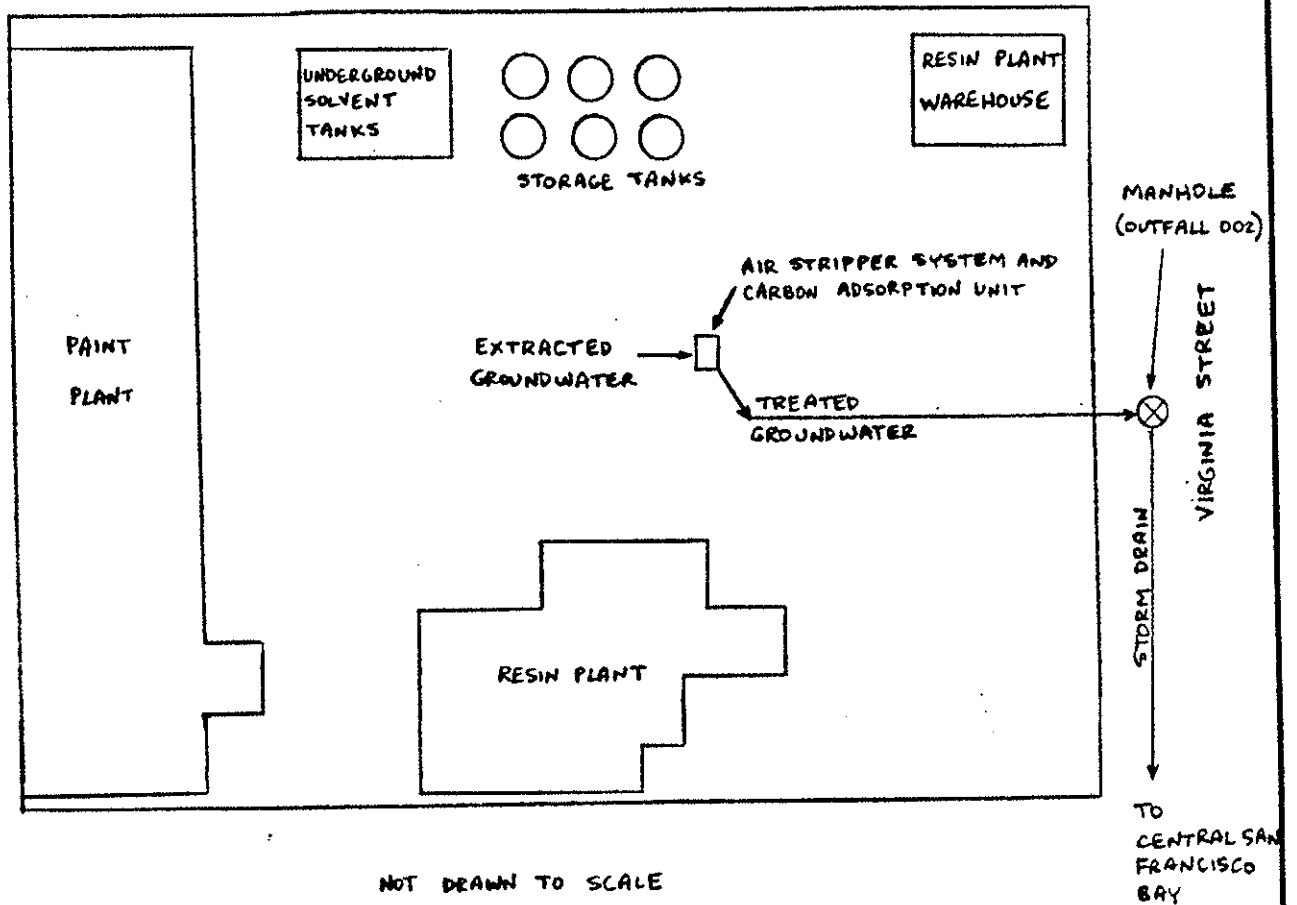 UNDERGROUND
SOLVENT
TANKS
STORAGE TANKS
RESIN PLANT
WAREHOUSE
MANHOLE
(OUTFALL 002)
AIR STRIPPER SYSTEM AND
CARBON ADSORPTION UNIT
VIRGINIA STREET
PAINT
PLANT
EXTRACTED
GROUNDWATER
TREATED
GROUNDWATER
STORM DRAIN
RESIN PLANT
TO
CENTRAL SAN
FRANCISCO
BAY
NOT DRAWN TO SCALE